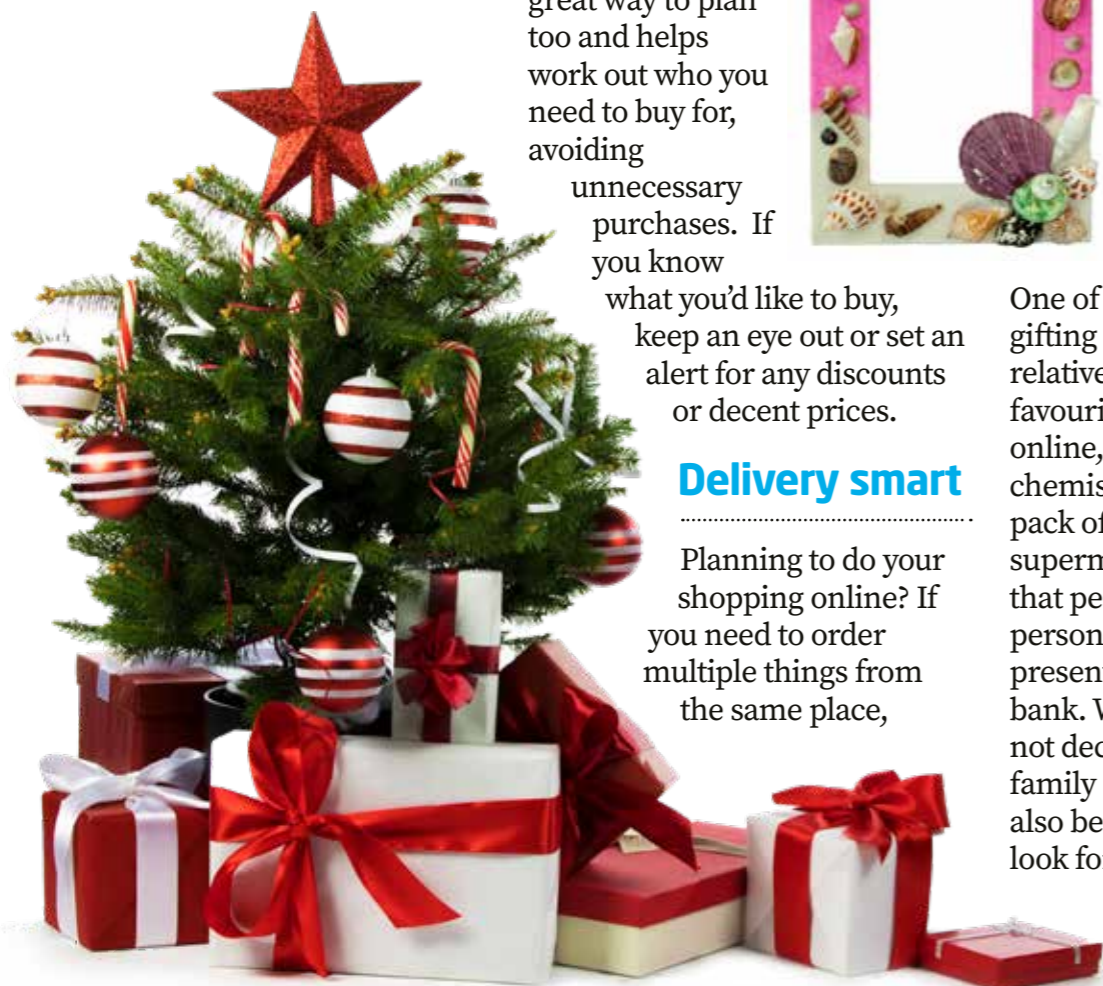 great way to plan
too and helps
work out who you
need to buy for,
avoiding
unnecessary
purchases. If
you know
what you'd like to buy,
keep an eye out or set an
alert for any discounts
or decent prices.
Delivery smart
Planning to do your
shopping online? If
you need to order
multiple things from
the same place,
One of
gifting
relative
favouri
online,
chemis
pack of
superm
that pe
person
present
bank. W
not dec
family
also be
look fo